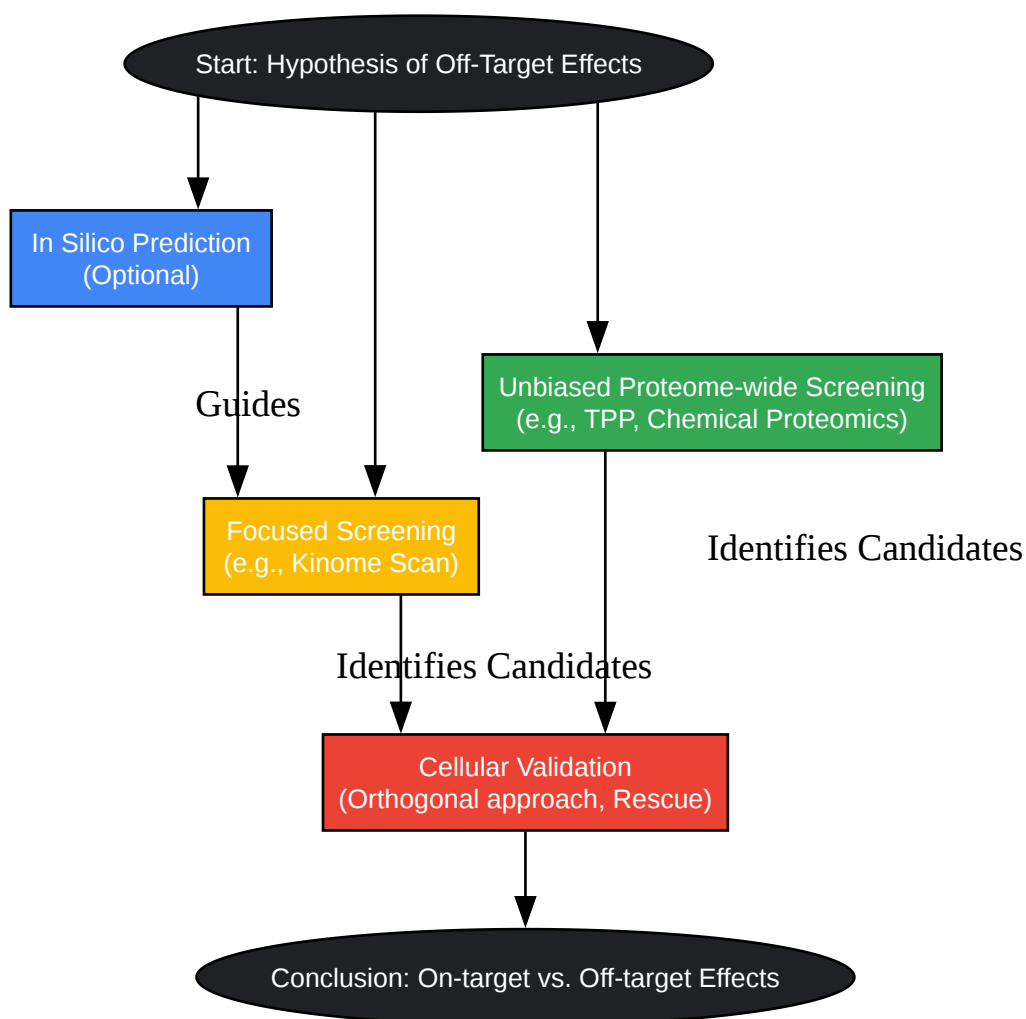 Start: Hypothesis of Off-Target Effects
In Silico Prediction
(Optional)
Guides
Unbiased Proteome-wide Screening
(e.g., TPP, Chemical Proteomics)
Focused Screening
(e.g., Kinome Scan)
Identifies Candidates
Identifies Candidates
Cellular Validation
(Orthogonal approach, Rescue)
Conclusion: On-target vs. Off-target Effects